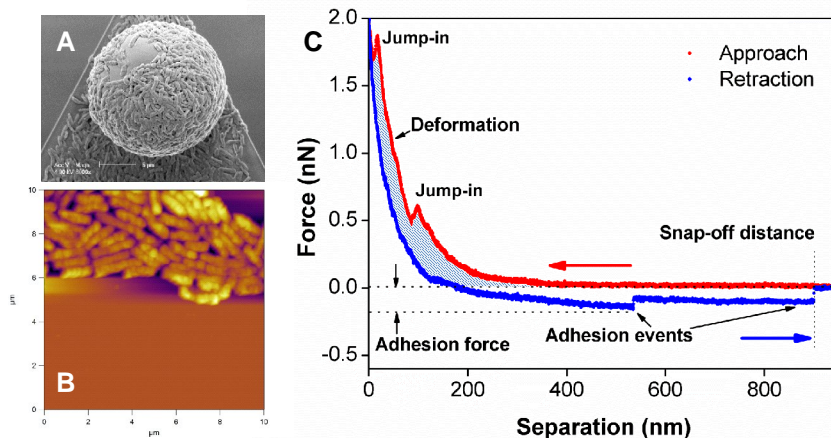 A
5 µm
B
10
8
6
4
2
0
µm
0
2
4
6
8
10
µm
C
2.0
1.5
1.0
0.5
0.0
-0.5
Force (nN)
Jump-in
Approach
Retraction
Deformation
Jump-in
Snap-off distance
Adhesion force
Adhesion events
0
200
400
600
800
Separation (nm)